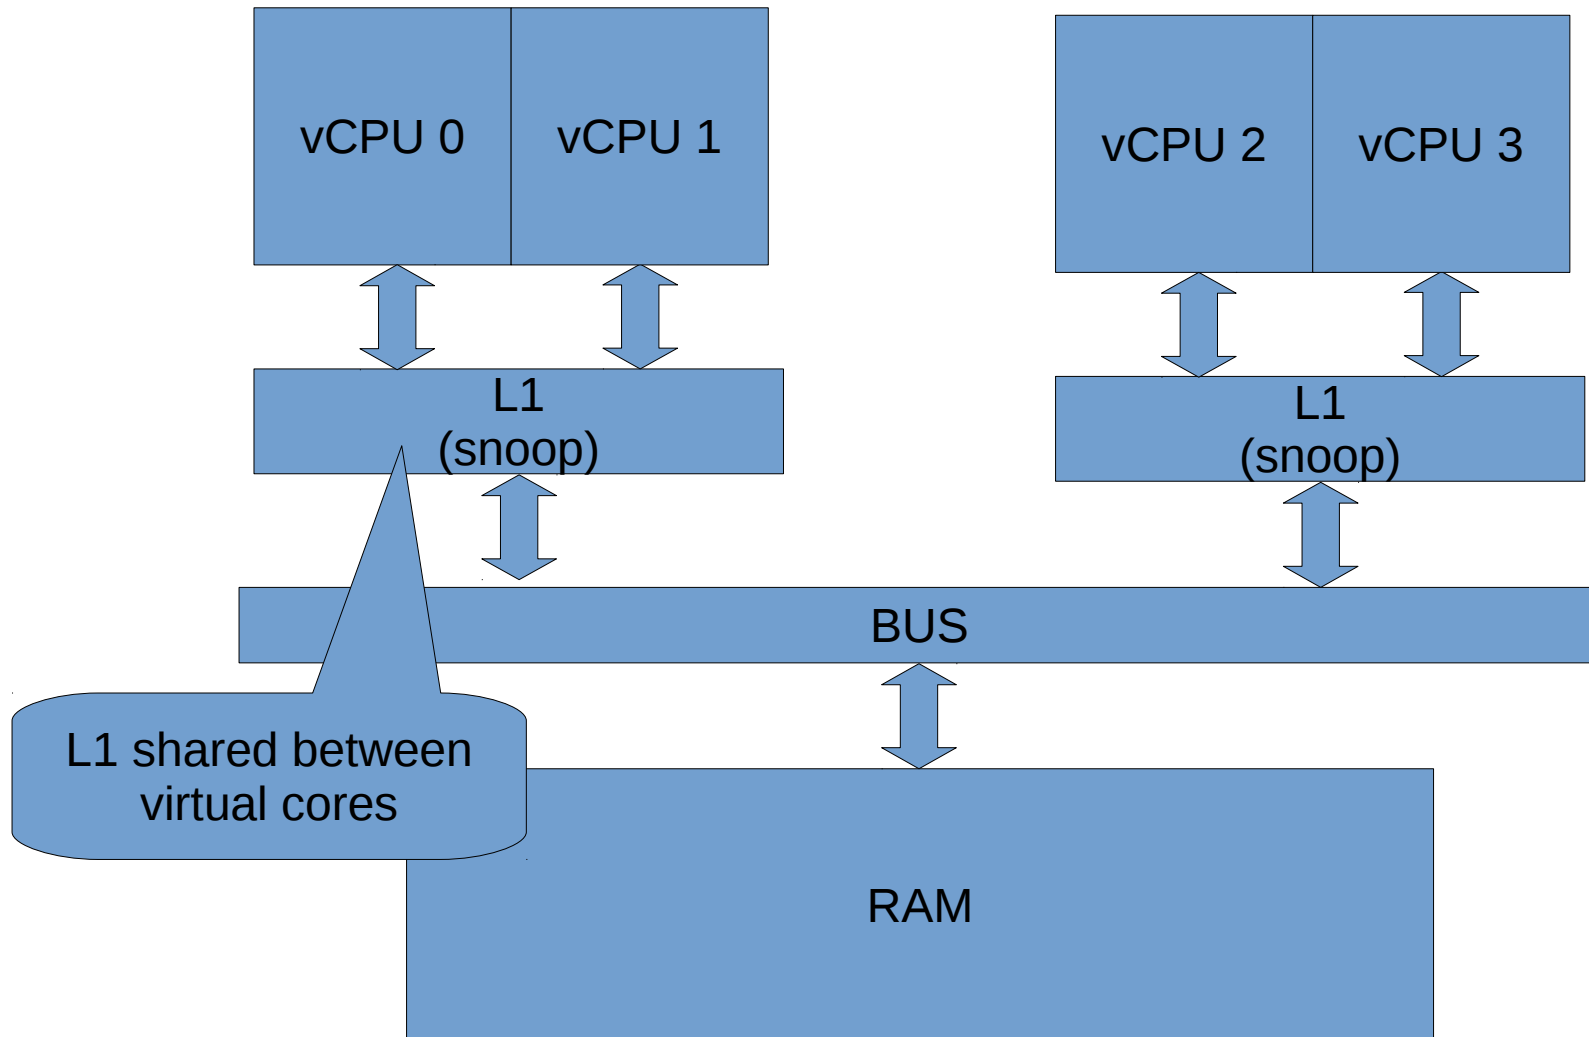 vCPU 0
vCPU 1
vCPU 2
vCPU 3
L1
(snoop)
L1
(snoop)
BUS
L1 shared between
virtual cores
RAM